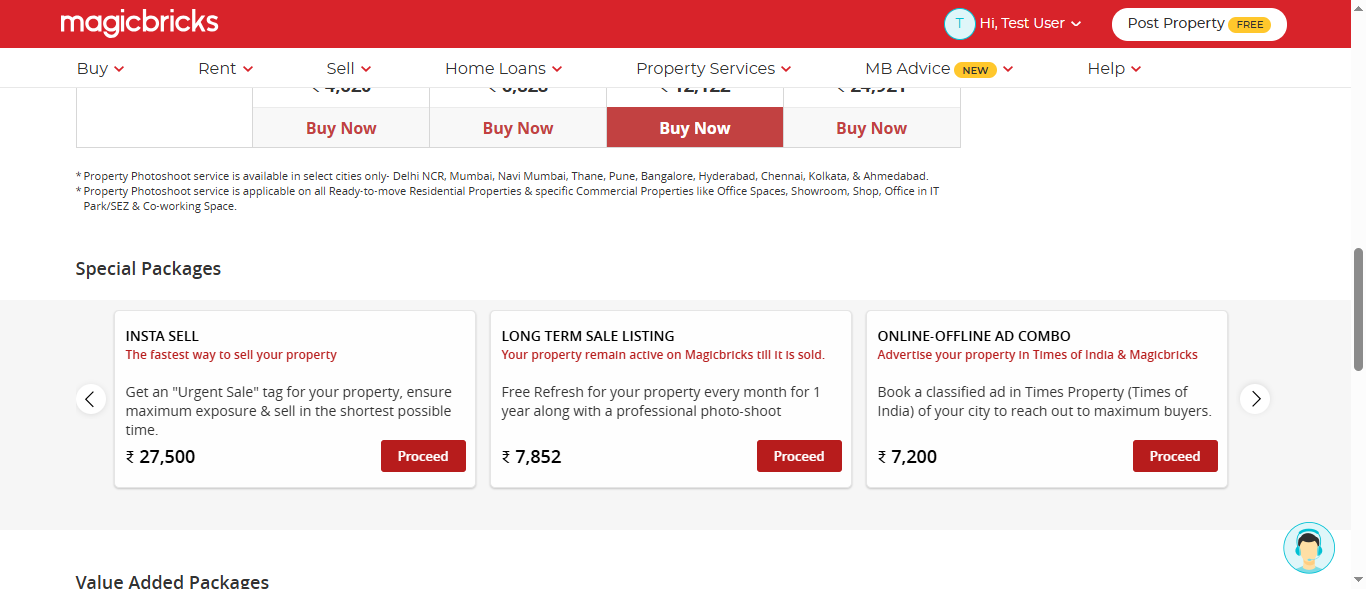 magicbricks
T Hi, Test User
Post Property FREE
Buy Rent Sell Home Loans Property Services MB Advice NEW Help
Buy Now Buy Now Buy Now Buy Now
* Property Photoshoot service is available in select cities only- Delhi NCR, Mumbai, Navi Mumbai, Thane, Pune, Bangalore, Hyderabad, Chennai, Kolkata, & Ahmedabad.
* Property Photoshoot service is applicable on all Ready-to-move Residential Properties & specific Commercial Properties like Office Spaces, Showroom, Shop, Office in IT
Park/SEZ & Co-working Space.
Special Packages
INSTA SELL
The fastest way to sell your property
Get an "Urgent Sale" tag for your property, ensure
maximum exposure & sell in the shortest possible
time.
₹ 27,500
Proceed
LONG TERM SALE LISTING
Your property remain active on Magicbricks till it is sold.
Free Refresh for your property every month for 1
year along with a professional photo-shoot
₹ 7,852
Proceed
ONLINE-OFFLINE AD COMBO
Advertise your property in Times of India & Magicbricks
Book a classified ad in Times Property (Times of
India) of your city to reach out to maximum buyers.
₹ 7,200
Proceed
Value Added Packages